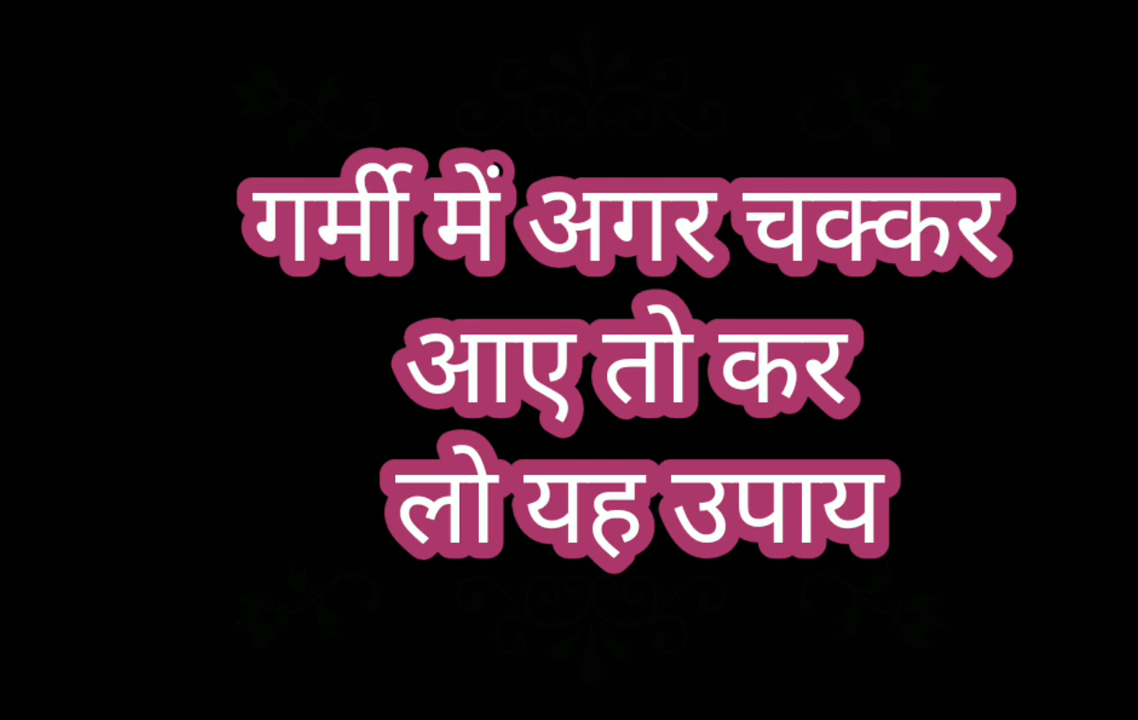 गर्मी में अगर चक्कर
आए तो कर
लो यह उपाय